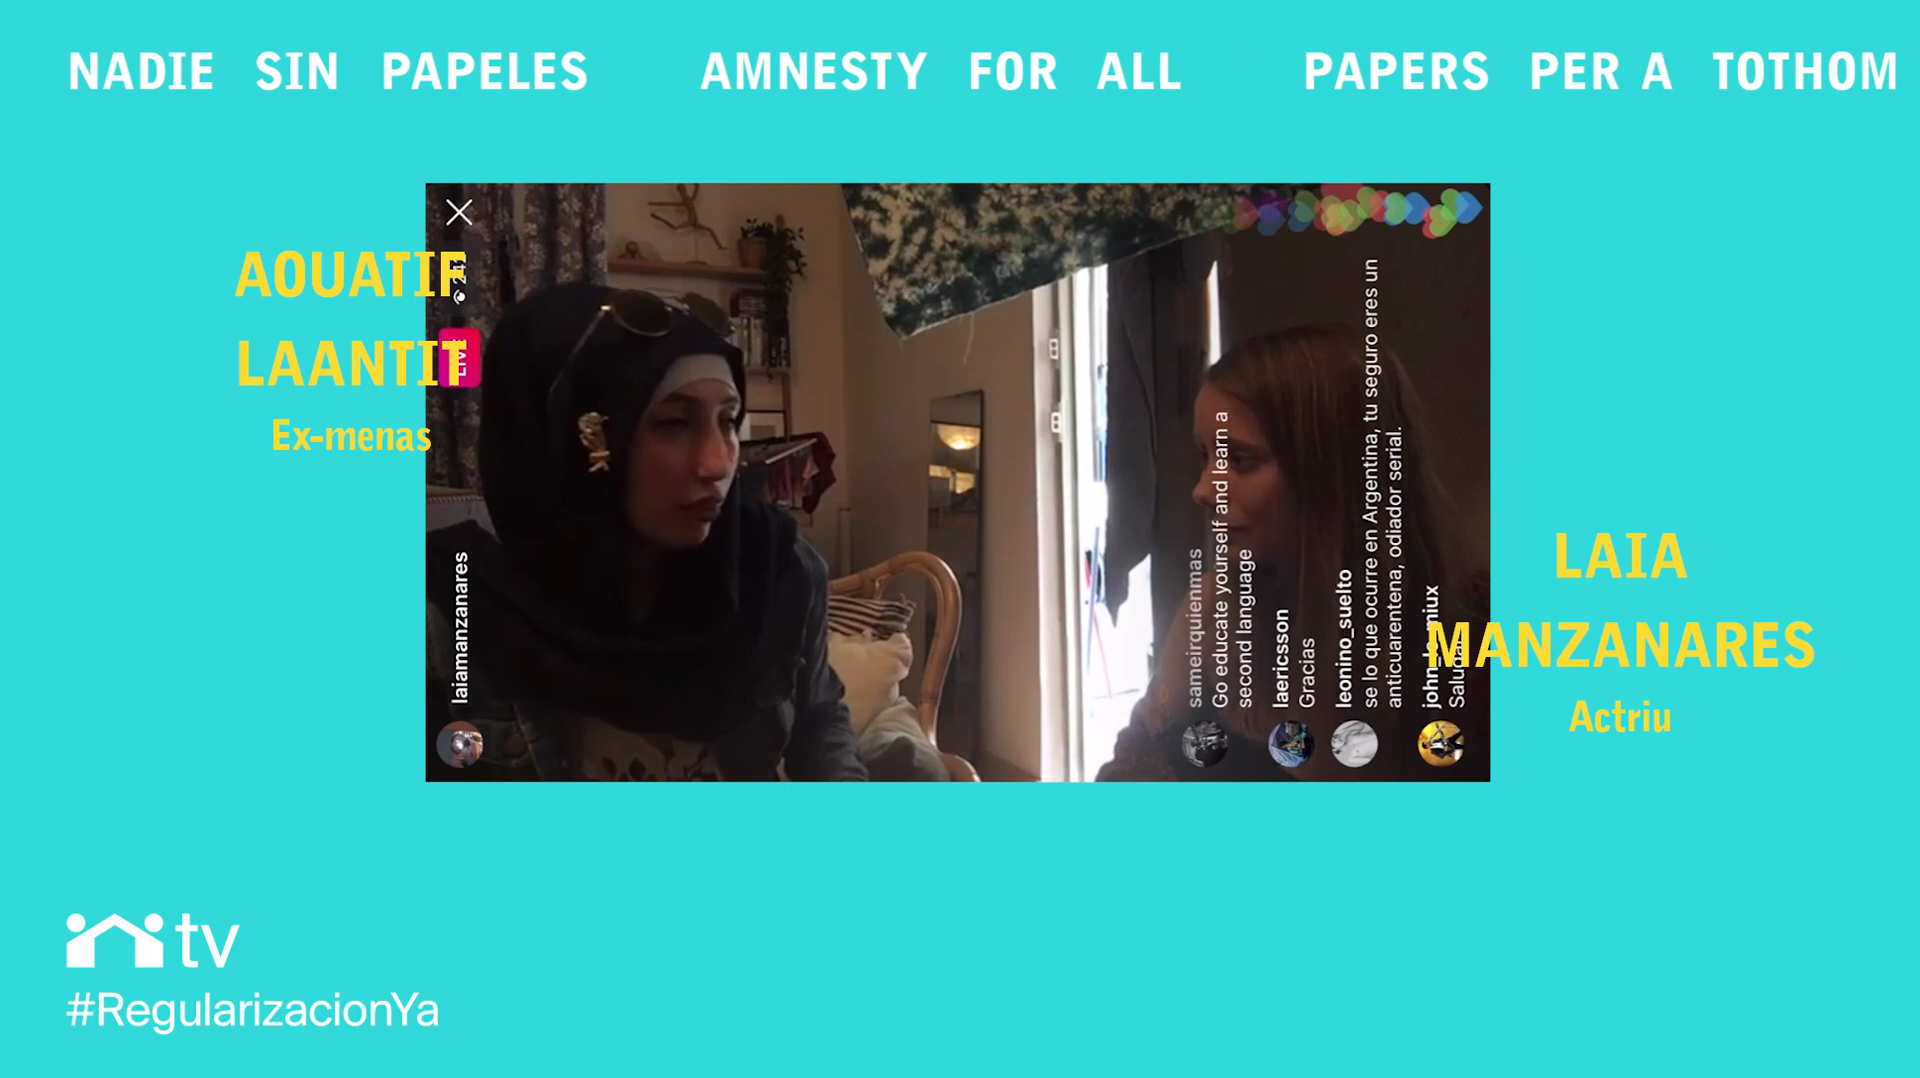 NADIE SIN PAPELES AMNESTY FOR ALL PAPERS PER A TOTHOM
AOUATIF
LAANTIT
Ex-menas
laiamanzanares
sameirquienmas
Go educate yourself and learn a
second language
laericsson
Gracias
leonino_suelto
se lo que ocurre en Argentina, tu seguro eres un
anticuarentena, odiador serial.
LAIA
MANZANARES
Actriu
tv
#RegularizacionYa